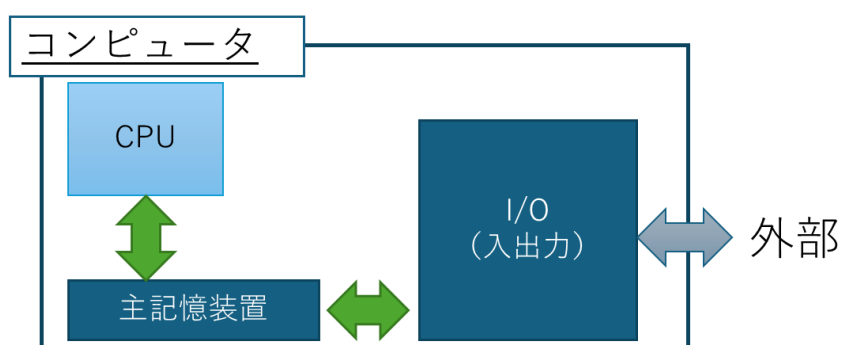 コンピュータ
CPU
I/O
（入出力）
外部
主記憶装置